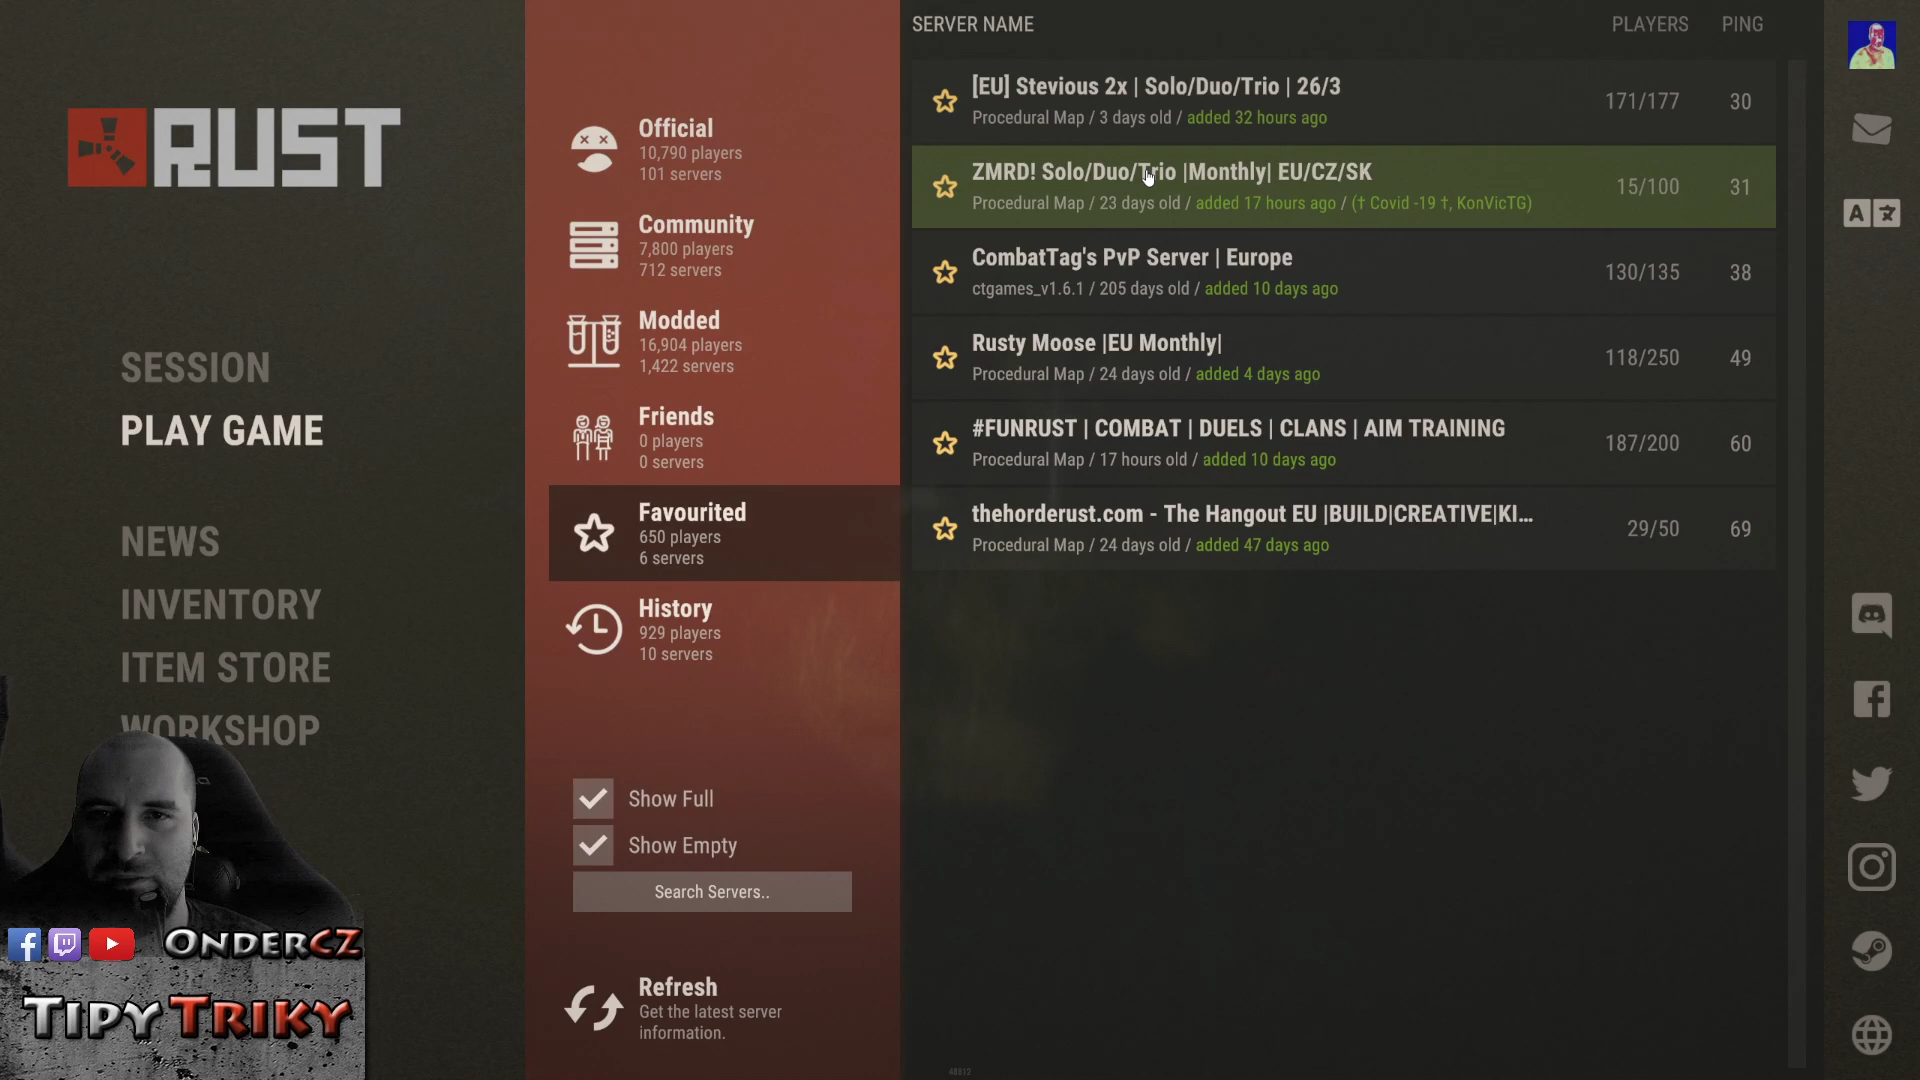 RUST
SESSION
PLAY GAME
NEWS
INVENTORY
ITEM STORE
WORKSHOP
ONDERCZ
TIPY TRIKY
Official
10,790 players
101 servers
Community
7,800 players
712 servers
Modded
16,904 players
1,422 servers
Friends
0 players
0 servers
Favourited
650 players
6 servers
History
929 players
10 servers
Show Full
Show Empty
Search Servers..
Refresh
Get the latest server
information.
SERVER NAME PLAYERS PING
[EU] Stevious 2x | Solo/Duo/Trio | 26/3
Procedural Map / 3 days old / added 32 hours ago
171/177 30
ZMRD! Solo/Duo/Trio |Monthly| EU/CZ/SK
Procedural Map / 23 days old / added 17 hours ago / († Covid -19 †, KonVicTG)
15/100 31
CombatTag's PvP Server | Europe
ctgames_v1.6.1 / 205 days old / added 10 days ago
130/135 38
Rusty Moose |EU Monthly|
Procedural Map / 24 days old / added 4 days ago
118/250 49
#FUNRUST | COMBAT | DUELS | CLANS | AIM TRAINING
Procedural Map / 17 hours old / added 10 days ago
187/200 60
thehorderust.com - The Hangout EU |BUILD|CREATIVE|KI...
Procedural Map / 24 days old / added 47 days ago
29/50 69
48812
A 文